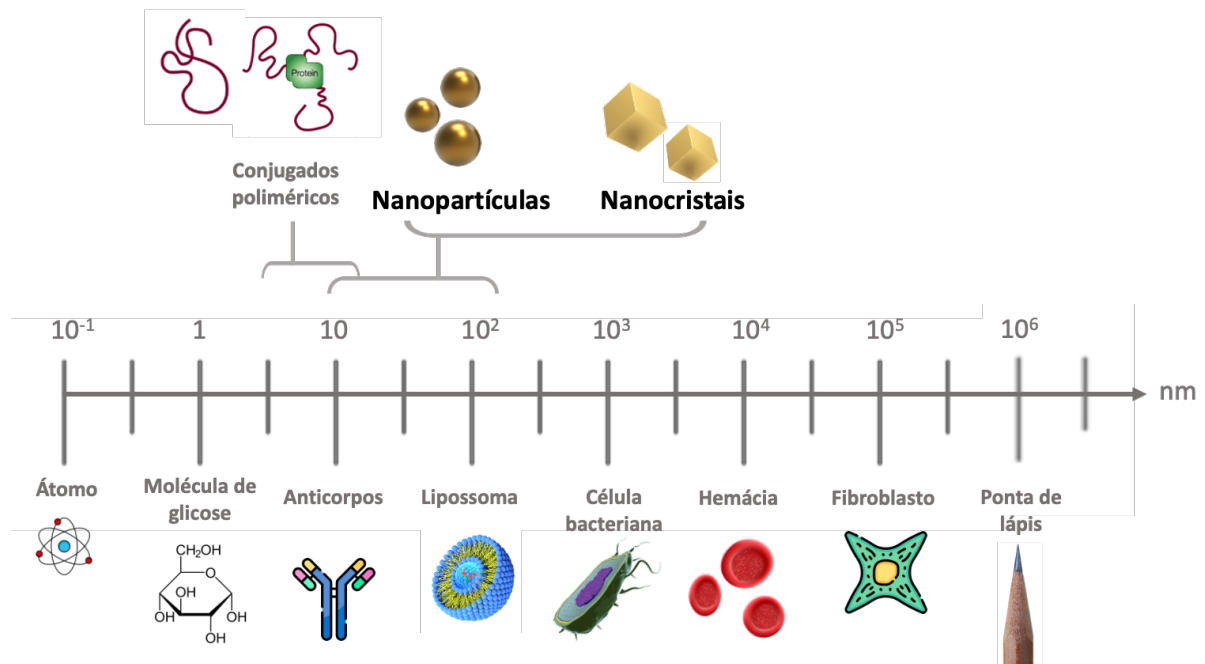 Protein
Conjugados
poliméricos
Nanopartículas
Nanocristais
10⁻¹
1
10
10²
10³
10⁴
10⁵
10⁶
nm
Átomo
Molécula de
glicose
Anticorpos
Lipossoma
Célula
bacteriana
Hemácia
Fibroblasto
Ponta de
lápis
CH₂OH
O
OH
OH
OH
OH